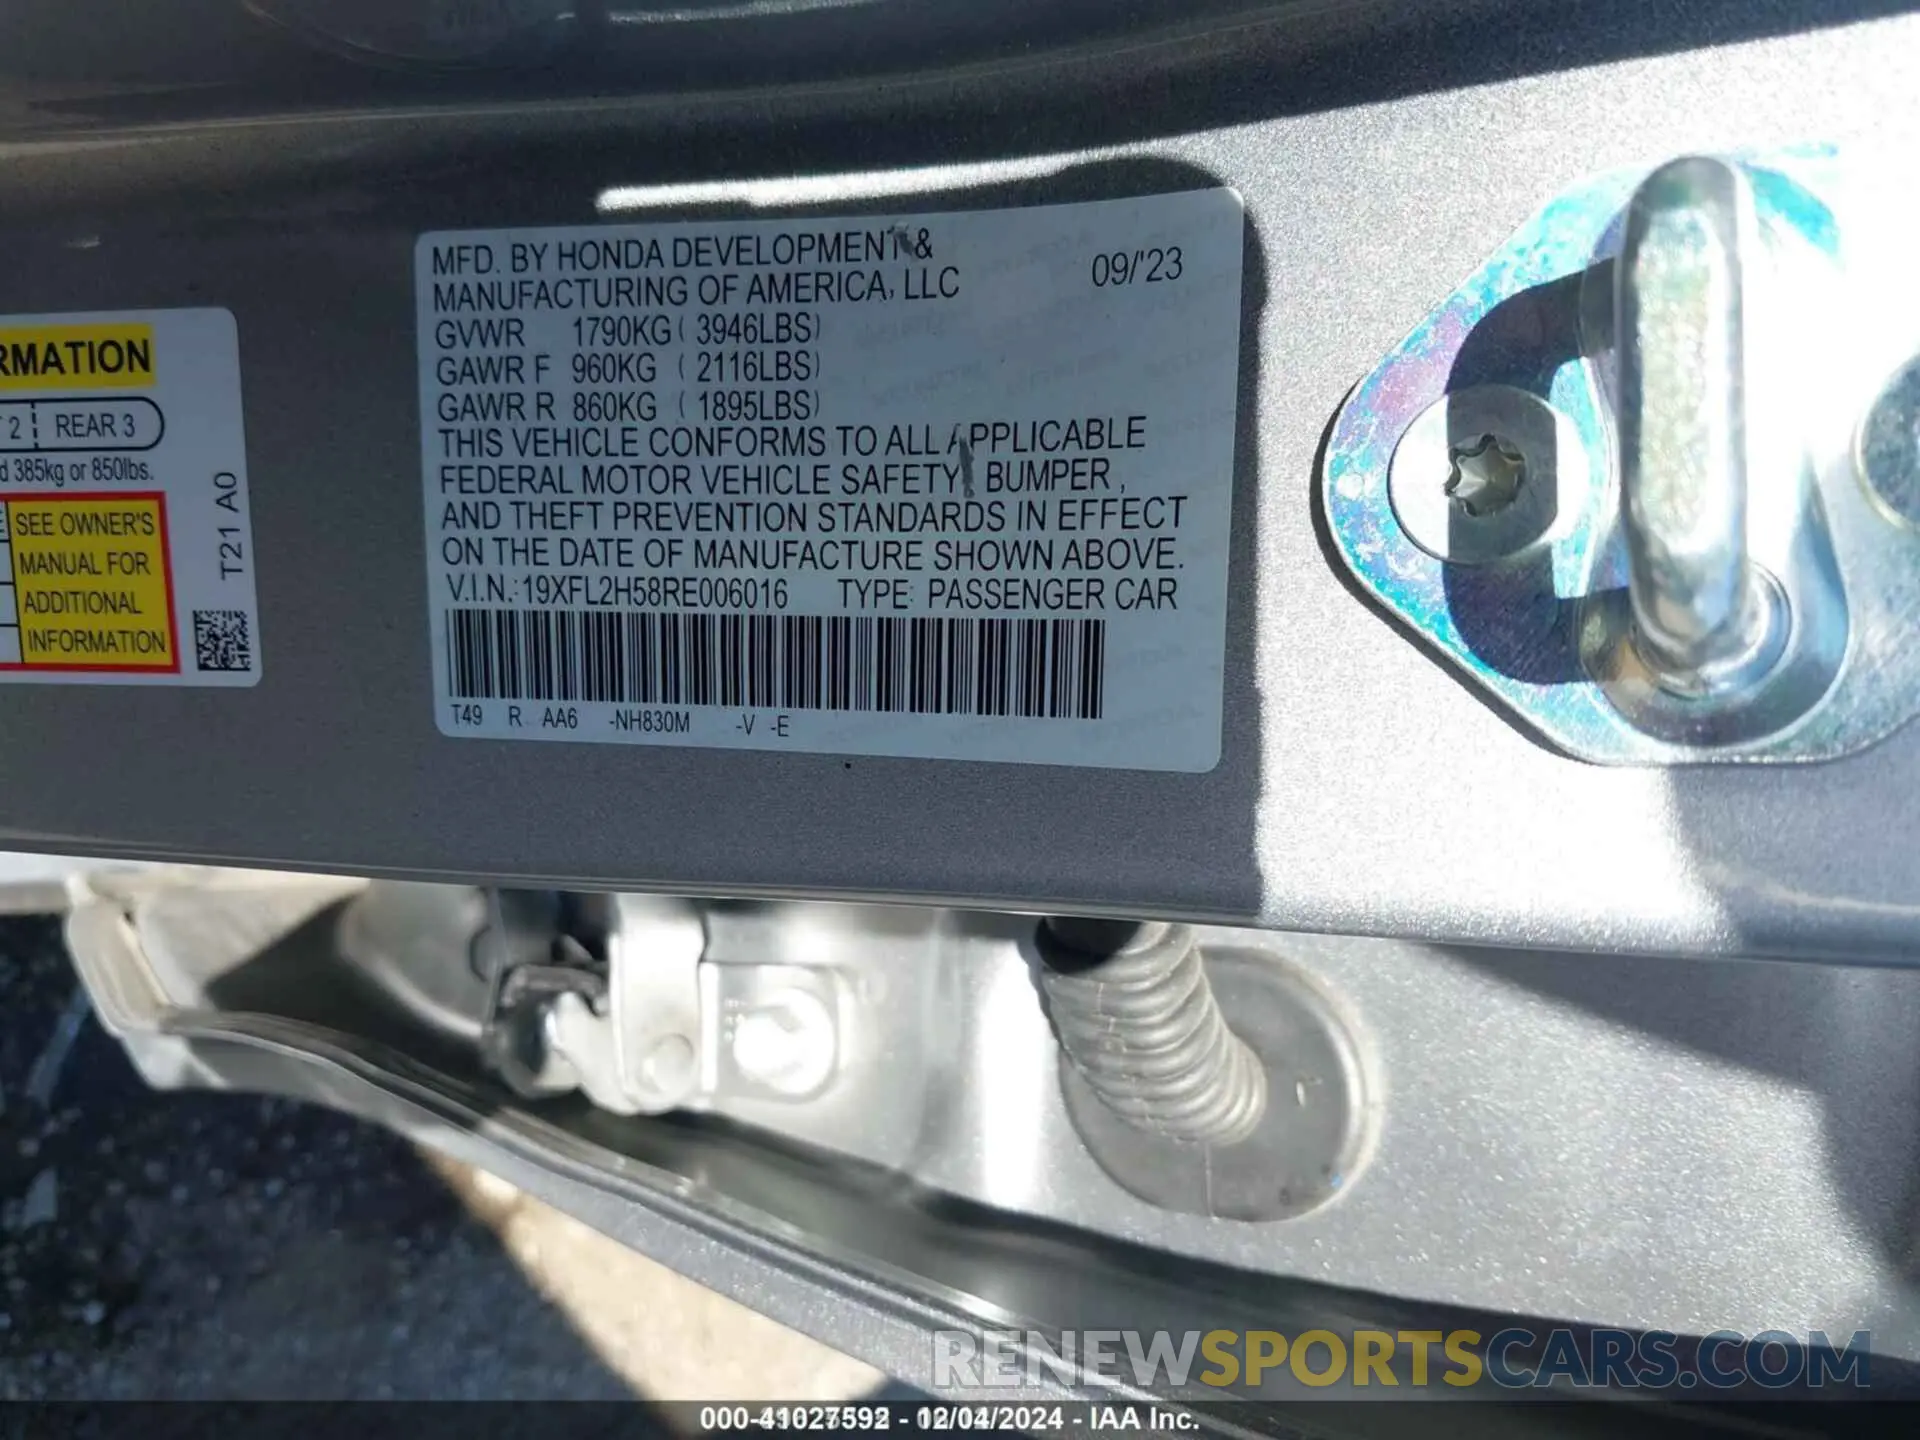 MFD. BY HONDA DEVELOPMENT &
MANUFACTURING OF AMERICA, LLC
09/'23
GVWR 1790KG ( 3946LBS)
GAWR F 960KG ( 2116LBS)
GAWR R 860KG ( 1895LBS)
THIS VEHICLE CONFORMS TO ALL APPLICABLE
FEDERAL MOTOR VEHICLE SAFETY, BUMPER ,
AND THEFT PREVENTION STANDARDS IN EFFECT
ON THE DATE OF MANUFACTURE SHOWN ABOVE.
V.I.N.: 19XFL2H58RE006016 TYPE: PASSENGER CAR
T49 R AA6 -NH830M -V -E
RMATION
2 REAR 3
d 385kg or 850lbs.
SEE OWNER'S
MANUAL FOR
ADDITIONAL
INFORMATION
T21 A0
RENEWSPORTSCARS.COM
000-41027592 - 12/04/2024 - IAA Inc.